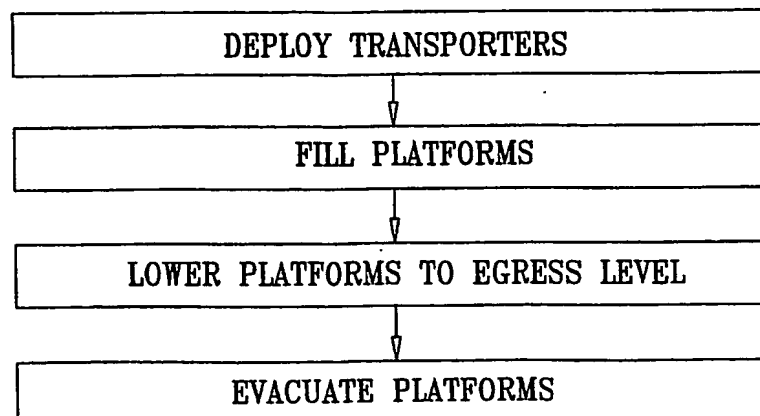 DEPLOY TRANSPORTERS
FILL PLATFORMS
LOWER PLATFORMS TO EGRESS LEVEL
EVACUATE PLATFORMS